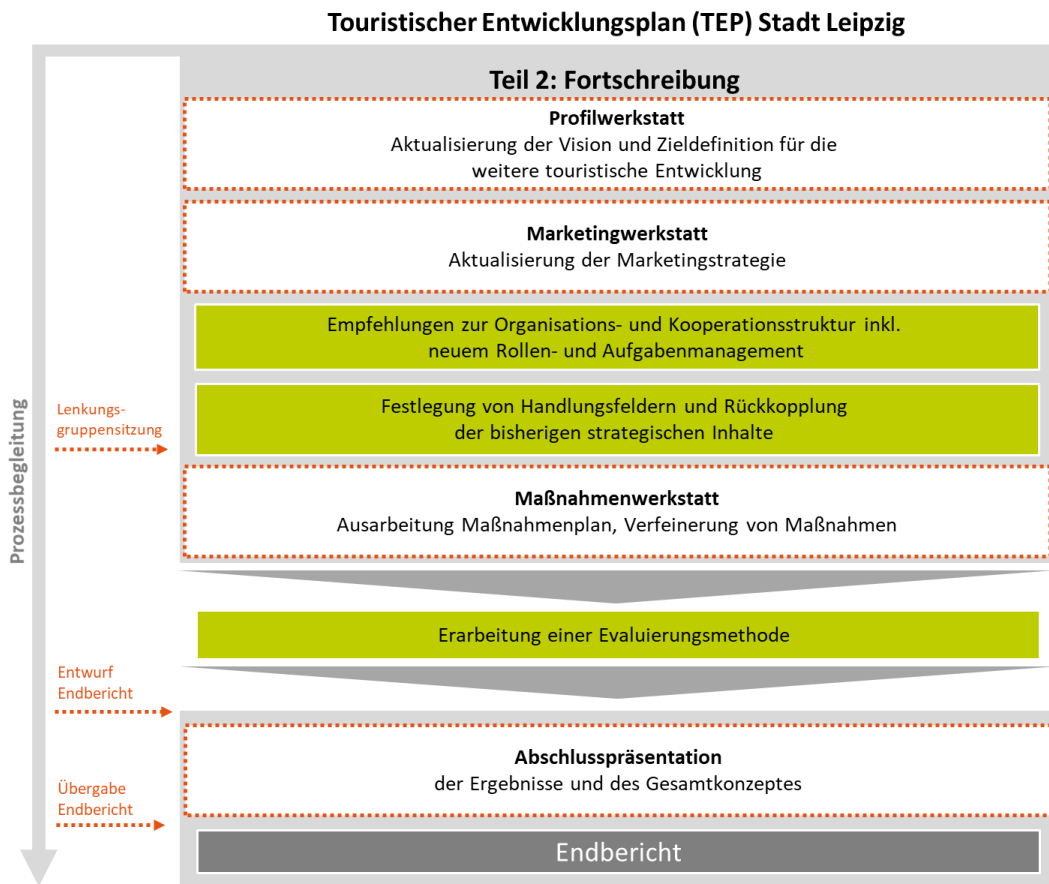 Touristischer Entwicklungsplan (TEP) Stadt Leipzig
Teil 2: Fortschreibung
Profilwerkstatt
Aktualisierung der Vision und Zieldefinition für die
weitere touristische Entwicklung
Marketingwerkstatt
Aktualisierung der Marketingstrategie
Empfehlungen zur Organisations- und Kooperationsstruktur inkl.
neuem Rollen- und Aufgabenmanagement
Prozessbegleitung
Lenkungs-
gruppensitzung
Festlegung von Handlungsfeldern und Rückkopplung
der bisherigen strategischen Inhalte
Maßnahmenwerkstatt
Ausarbeitung Maßnahmenplan, Verfeinerung von Maßnahmen
Erarbeitung einer Evaluierungsmethode
Entwurf
Endbericht
Abschlusspräsentation
der Ergebnisse und des Gesamtkonzeptes
Übergabe
Endbericht
Endbericht